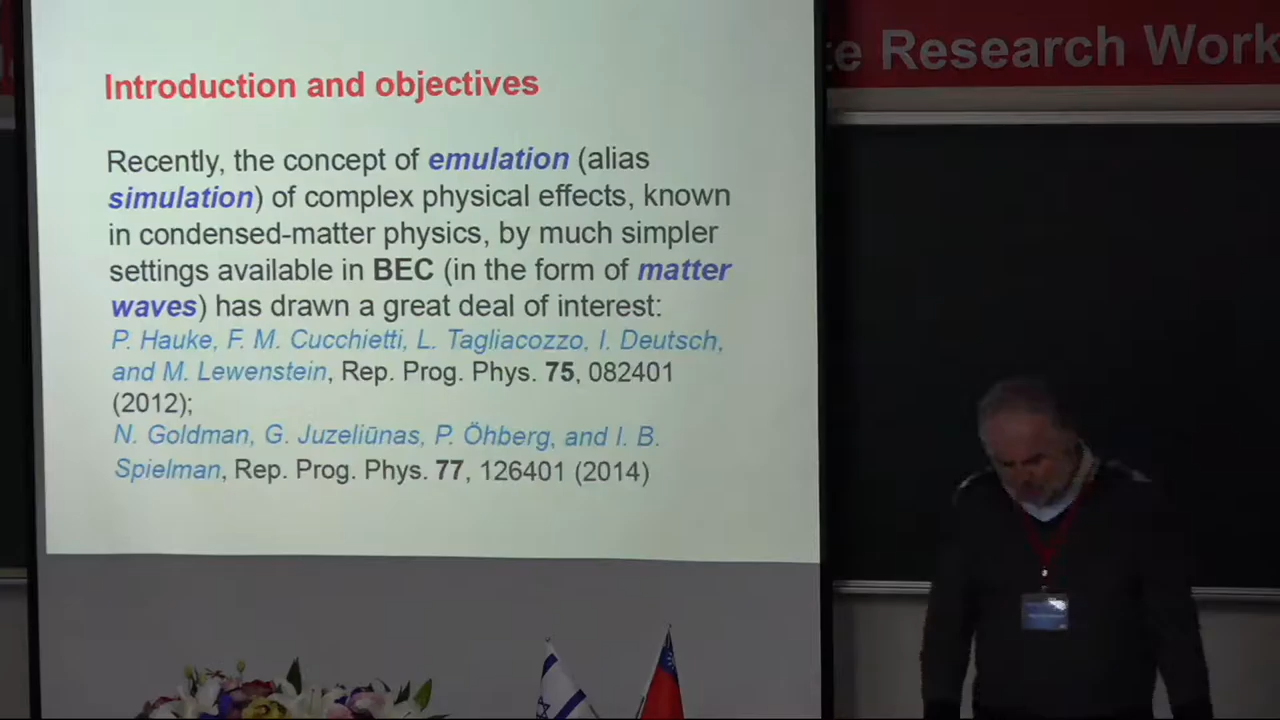 Introduction and objectives
Recently, the concept of emulation (alias
simulation) of complex physical effects, known
in condensed-matter physics, by much simpler
settings available in BEC (in the form of matter
waves) has drawn a great deal of interest:
P. Hauke, F. M. Cucchietti, L. Tagliacozzo, I. Deutsch,
and M. Lewenstein, Rep. Prog. Phys. 75, 082401
(2012);
N. Goldman, G. Juzeliūnas, P. Öhberg, and I. B.
Spielman, Rep. Prog. Phys. 77, 126401 (2014)
te Research Work